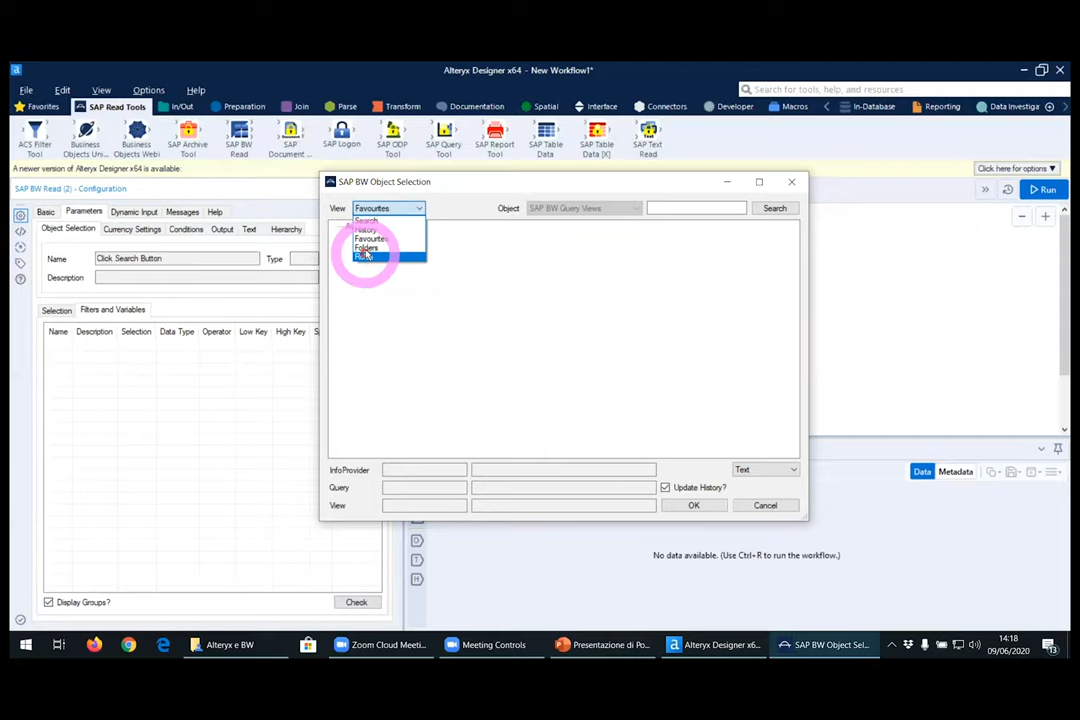 Alteryx Designer x64 - New Workflow1*
File Edit View Options Help
Search for tools, help, and resources
Favorites SAP Read Tools In/Out Preparation Join Parse Transform Documentation Spatial Interface Connectors Developer Macros In-Database Reporting Data Investiga
ACS Filter Tool
Business Objects Uni...
Business Objects Webi
SAP Archive Tool
SAP BW Read
SAP Document ...
SAP Logon
SAP ODP Tool
SAP Query Tool
SAP Report Tool
SAP Table Data
SAP Table Data [X]
SAP Text Read
A newer version of Alteryx Designer x64 is available:
Click here for options ▼
SAP BW Read (2) - Configuration
Run
Basic Parameters Dynamic Input Messages Help
Object Selection Currency Settings Conditions Output Text Hierarchy
Name Click Search Button Type
Description
Selection Filters and Variables
Name Description Selection Data Type Operator Low Key High Key
Display Groups? Check
SAP BW Object Selection
View Favourites Object SAP BW Query Views Search
Search
History
Favourites
Folders
InfoProvider Text
Query Update History?
View OK Cancel
Data Metadata
D
T
H
No data available. (Use Ctrl+R to run the workflow.)
Alteryx e BW
Zoom Cloud Meeti...
Meeting Controls
Presentazione di Po...
Alteryx Designer x6...
SAP BW Object Sel...
14:18
09/06/2020
13